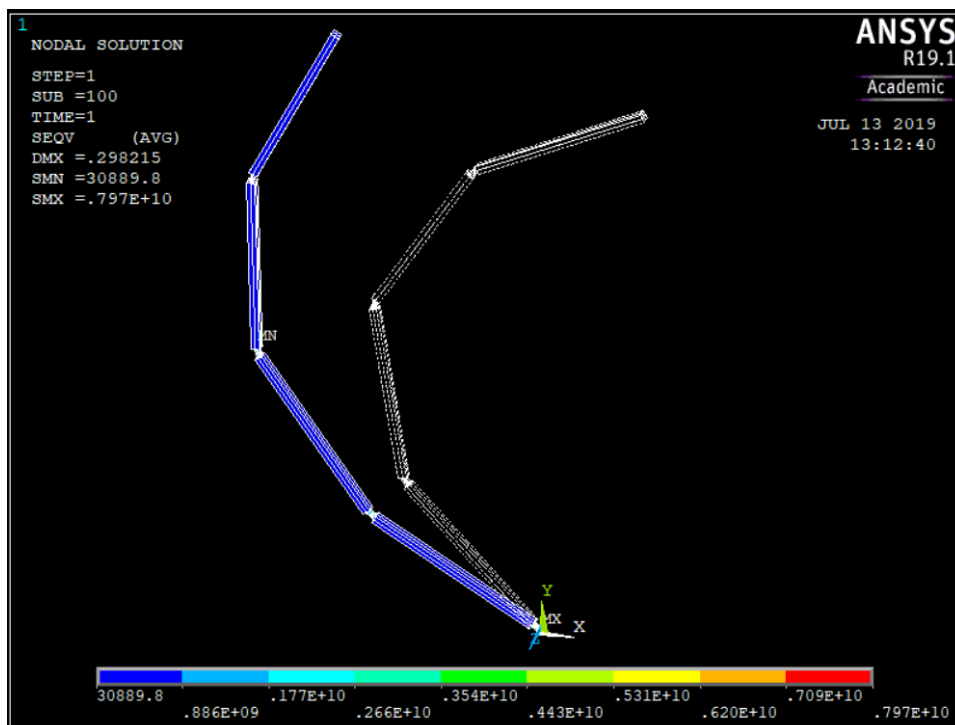 1
NODAL SOLUTION
STEP=1
SUB =100
TIME=1
SEQV     (AVG)
DMX =.298215
SMN =30889.8
SMX =.797E+10
ANSYS
R19.1
Academic
JUL 13 2019
13:12:40
MN
Y
MX
X
Z
30889.8 .177E+10 .354E+10 .531E+10 .709E+10
.886E+09 .266E+10 .443E+10 .620E+10 .797E+10